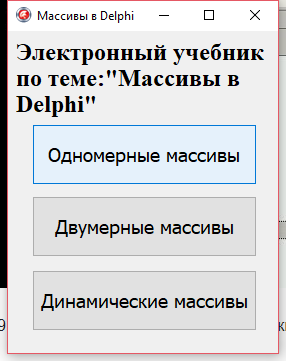 Массивы в Delphi
Электронный учебник
по теме:"Массивы в
Delphi"
Одномерные массивы
Двумерные массивы
Динамические массивы